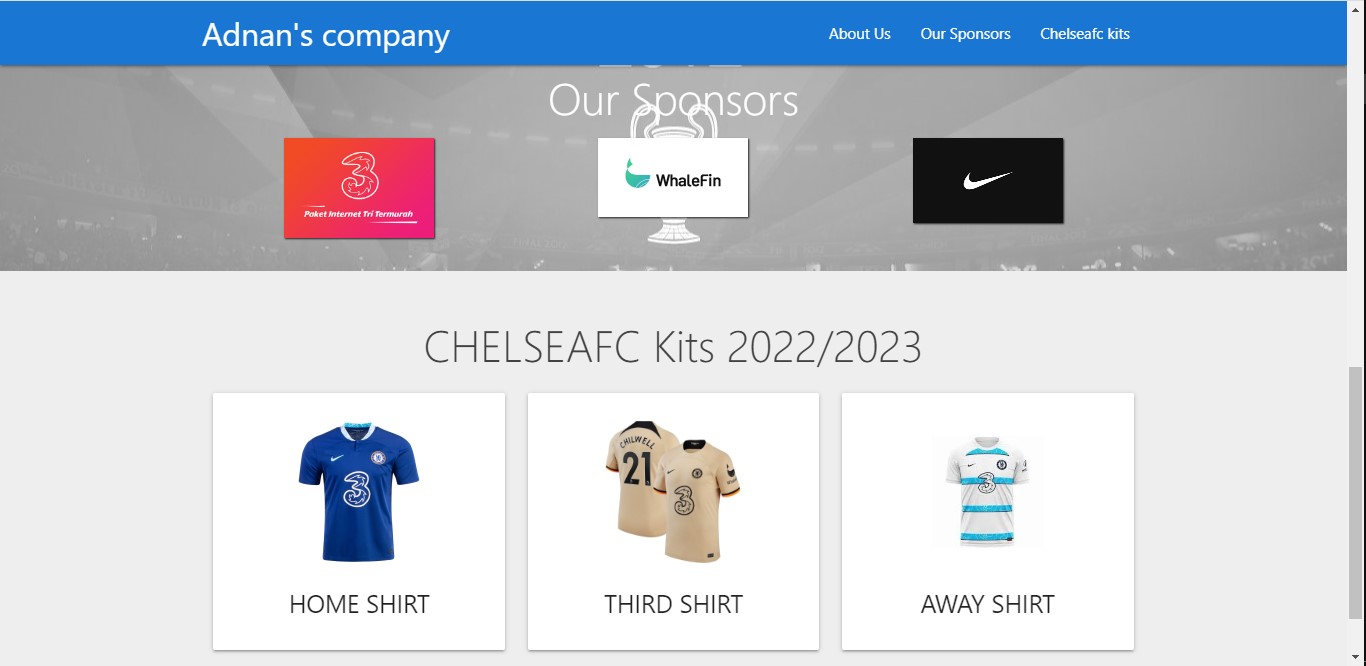 Adnan's company
About Us
Our Sponsors
Chelseafc kits
Our Sponsors
3
Paket Internet Tri Termurah
WhaleFin
CHELSEAFC Kits 2022/2023
3
CHILWELL
21
3
3
HOME SHIRT
THIRD SHIRT
AWAY SHIRT